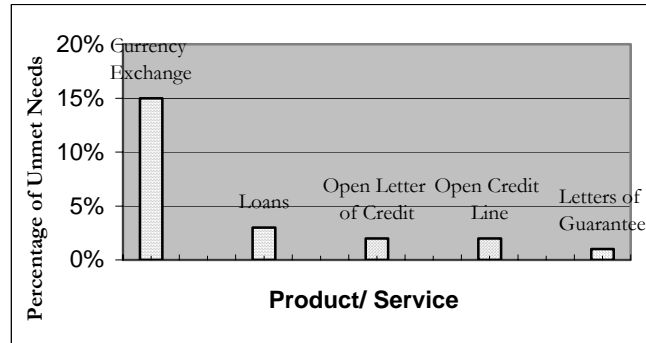 Percentage of Unmet Needs
20%
15%
10%
5%
0%
Currency
Exchange
Loans
Open Letter
of Credit
Open Credit
Line
Letters of
Guarantee
Product/ Service